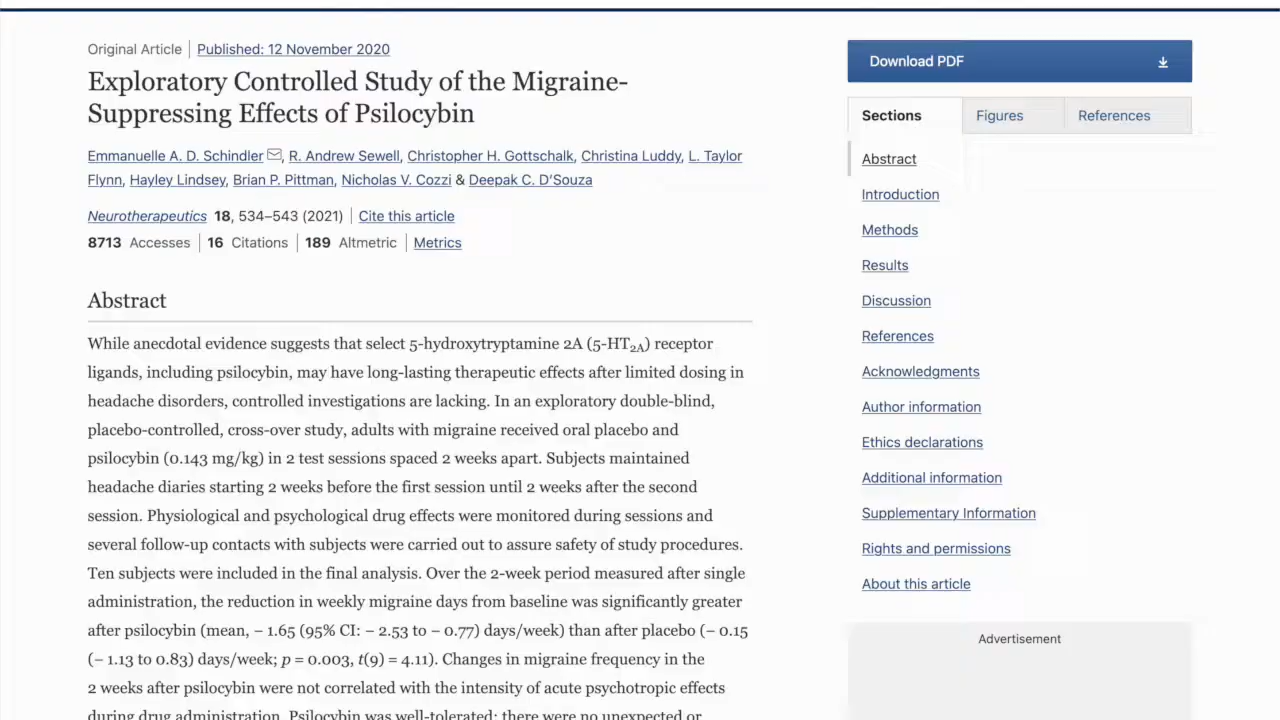 Original Article | Published: 12 November 2020
Exploratory Controlled Study of the Migraine-
Suppressing Effects of Psilocybin
Emmanuelle A. D. Schindler, R. Andrew Sewell, Christopher H. Gottschalk, Christina Luddy, L. Taylor
Flynn, Hayley Lindsey, Brian P. Pittman, Nicholas V. Cozzi & Deepak C. D’Souza
Neurotherapeutics 18, 534–543 (2021) | Cite this article
8713 Accesses | 16 Citations | 189 Altmetric | Metrics
Abstract
While anecdotal evidence suggests that select 5-hydroxytryptamine 2A (5-HT2A) receptor
ligands, including psilocybin, may have long-lasting therapeutic effects after limited dosing in
headache disorders, controlled investigations are lacking. In an exploratory double-blind,
placebo-controlled, cross-over study, adults with migraine received oral placebo and
psilocybin (0.143 mg/kg) in 2 test sessions spaced 2 weeks apart. Subjects maintained
headache diaries starting 2 weeks before the first session until 2 weeks after the second
session. Physiological and psychological drug effects were monitored during sessions and
several follow-up contacts with subjects were carried out to assure safety of study procedures.
Ten subjects were included in the final analysis. Over the 2-week period measured after single
administration, the reduction in weekly migraine days from baseline was significantly greater
after psilocybin (mean, − 1.65 (95% CI: − 2.53 to − 0.77) days/week) than after placebo (− 0.15
(− 1.13 to 0.83) days/week; p = 0.003, t(9) = 4.11). Changes in migraine frequency in the
2 weeks after psilocybin were not correlated with the intensity of acute psychotropic effects
during drug administration. Psilocybin was well-tolerated; there were no unexpected or
Download PDF
Sections
Figures
References
Abstract
Introduction
Methods
Results
Discussion
References
Acknowledgments
Author information
Ethics declarations
Additional information
Supplementary Information
Rights and permissions
About this article
Advertisement